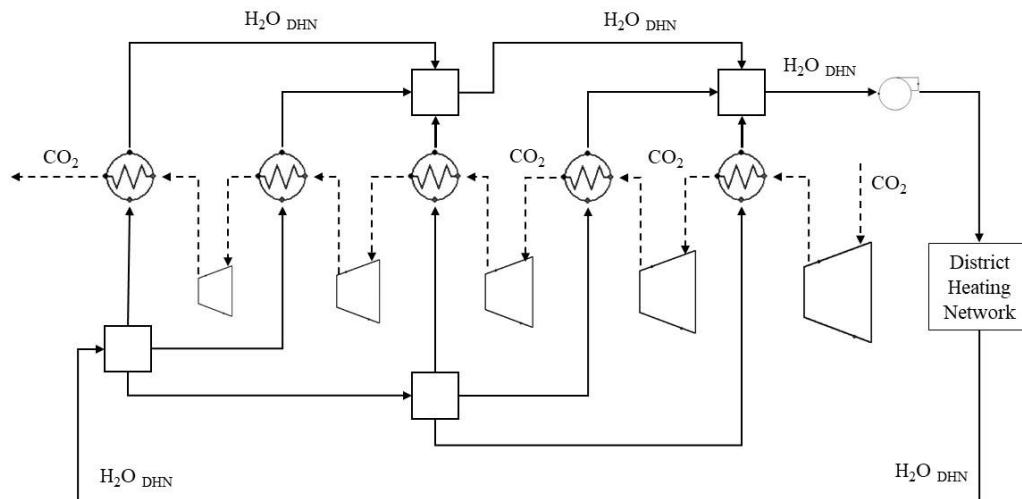 H₂O DHN
H₂O DHN
H₂O DHN
CO₂
CO₂
CO₂
CO₂
District
Heating
Network
H₂O DHN
H₂O DHN